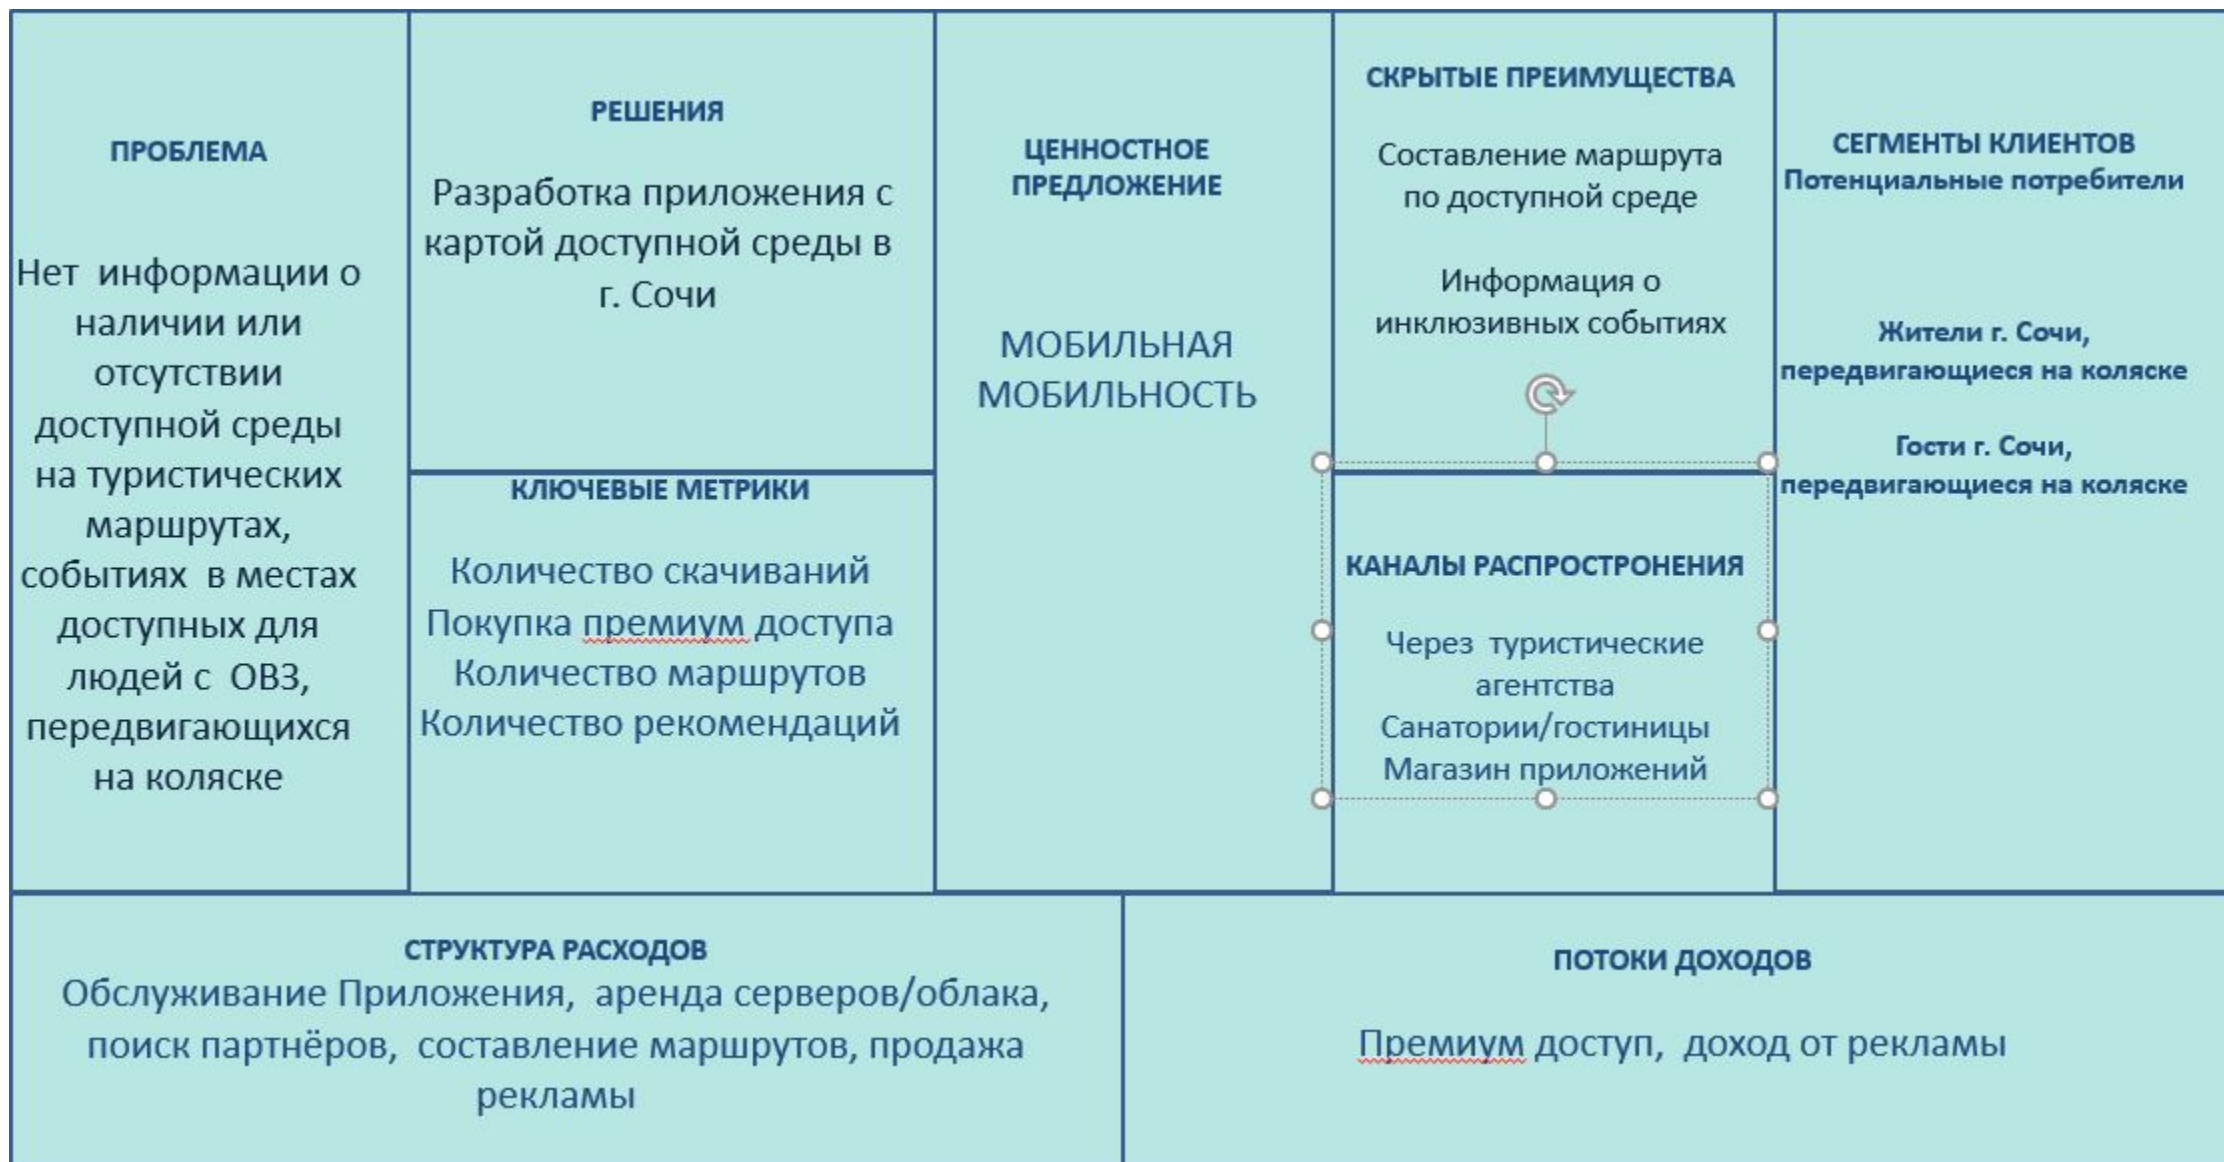 ПРОБЛЕМА
Нет информации о
наличии или
отсутствии
доступной среды
на туристических
маршрутах,
событиях в местах
доступных для
людей с ОВЗ,
передвигающихся
на коляске
РЕШЕНИЯ
Разработка приложения с
картой доступной среды в
г. Сочи
КЛЮЧЕВЫЕ МЕТРИКИ
Количество скачиваний
Покупка премиум доступа
Количество маршрутов
Количество рекомендаций
ЦЕННОСТНОЕ
ПРЕДЛОЖЕНИЕ
МОБИЛЬНАЯ
МОБИЛЬНОСТЬ
СКРЫТЫЕ ПРЕИМУЩЕСТВА
Составление маршрута
по доступной среде
Информация о
инклюзивных событиях
КАНАЛЫ РАСПРОСТРОНЕНИЯ
Через туристические
агентства
Санатории/гостиницы
Магазин приложений
СЕГМЕНТЫ КЛИЕНТОВ
Потенциальные потребители
Жители г. Сочи,
передвигающиеся на коляске
Гости г. Сочи,
передвигающиеся на коляске
СТРУКТУРА РАСХОДОВ
Обслуживание Приложения, аренда серверов/облака,
поиск партнёров, составление маршрутов, продажа
рекламы
ПОТОКИ ДОХОДОВ
Премиум доступ, доход от рекламы